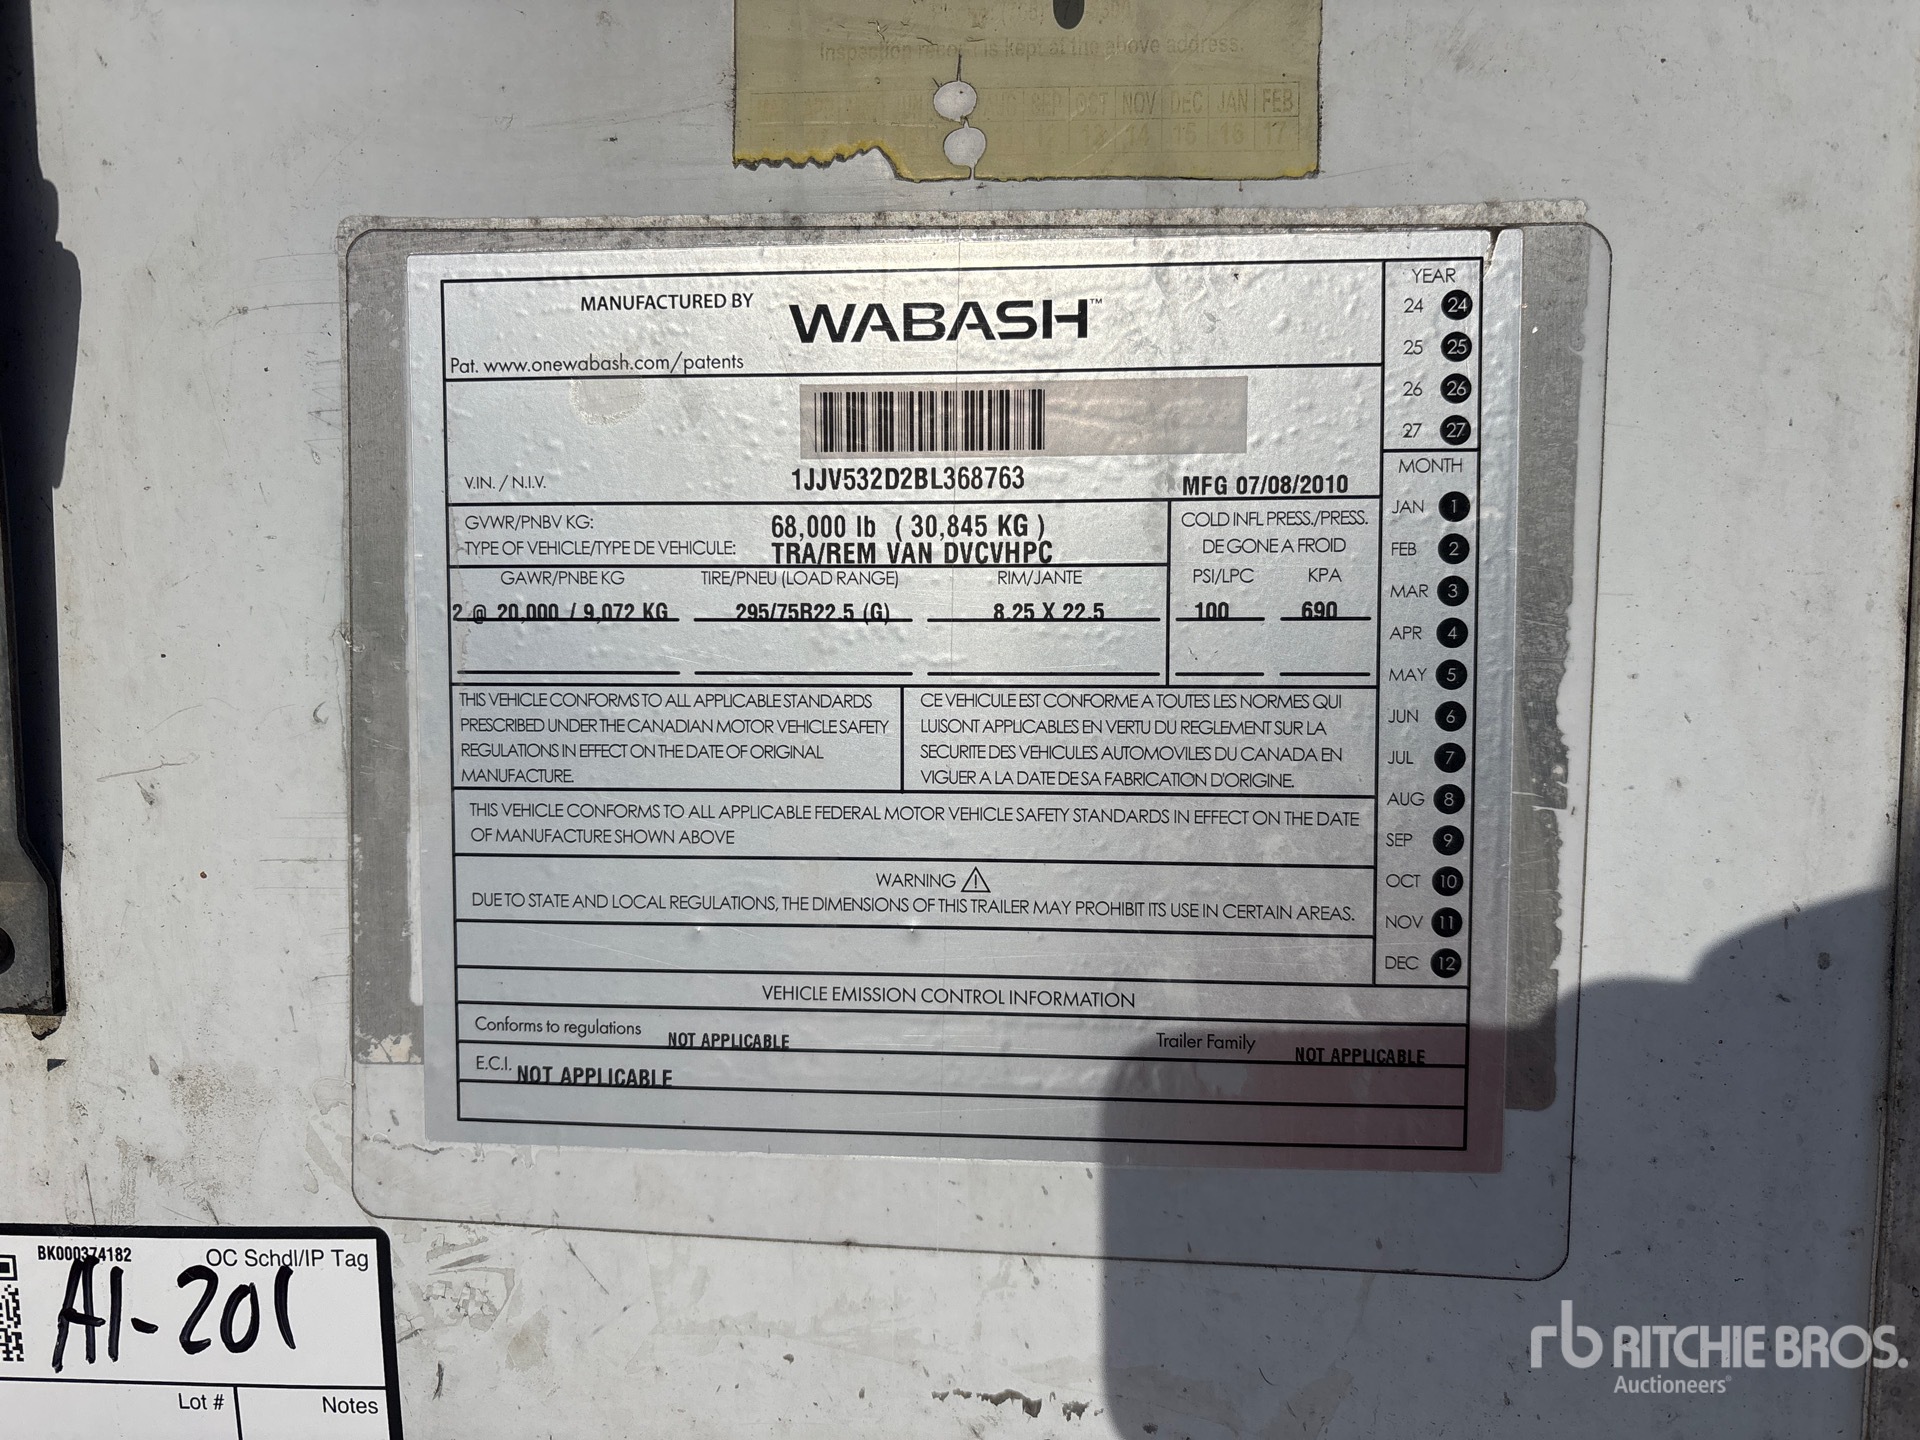 Inspection report is kept at the above address.
JUN AUG SEP OCT NOV DEC JAN FEB
13 14 15 16 17
MANUFACTURED BY WABASH™
Pat. www.onewabash.com/patents
V.IN. / N.I.V. 1JJV532D2BL368763 MFG 07/08/2010
GVWR/PNBV KG: 68,000 lb ( 30,845 KG )
TYPE OF VEHICLE/TYPE DE VEHICULE: TRA/REM VAN DVCVHPC
COLD INFL PRESS./PRESS.
DE GONE A FROID
GAWR/PNBE KG TIRE/PNEU (LOAD RANGE) RIM/JANTE PSI/LPC KPA
2 @ 20,000 / 9,072 KG 295/75R22.5 (G) 8.25 X 22.5 100 690
THIS VEHICLE CONFORMS TO ALL APPLICABLE STANDARDS
PRESCRIBED UNDER THE CANADIAN MOTOR VEHICLE SAFETY
REGULATIONS IN EFFECT ON THE DATE OF ORIGINAL
MANUFACTURE.
CE VEHICULE EST CONFORME A TOUTES LES NORMES QUI
LUISONT APPLICABLES EN VERTU DU REGLEMENT SUR LA
SECURITE DES VEHICULES AUTOMOVILES DU CANADA EN
VIGUER A LA DATE DE SA FABRICATION D'ORIGINE.
THIS VEHICLE CONFORMS TO ALL APPLICABLE FEDERAL MOTOR VEHICLE SAFETY STANDARDS IN EFFECT ON THE DATE
OF MANUFACTURE SHOWN ABOVE
WARNING
DUE TO STATE AND LOCAL REGULATIONS, THE DIMENSIONS OF THIS TRAILER MAY PROHIBIT ITS USE IN CERTAIN AREAS.
VEHICLE EMISSION CONTROL INFORMATION
Conforms to regulations NOT APPLICABLE Trailer Family NOT APPLICABLE
E.C.I. NOT APPLICABLE
YEAR
24 24
25 25
26 26
27 27
MONTH
JAN 1
FEB 2
MAR 3
APR 4
MAY 5
JUN 6
JUL 7
AUG 8
SEP 9
OCT 10
NOV 11
DEC 12
BK000374182 OC Schdl/IP Tag
A1-201
Lot # Notes
rb RITCHIE BROS.
Auctioneers